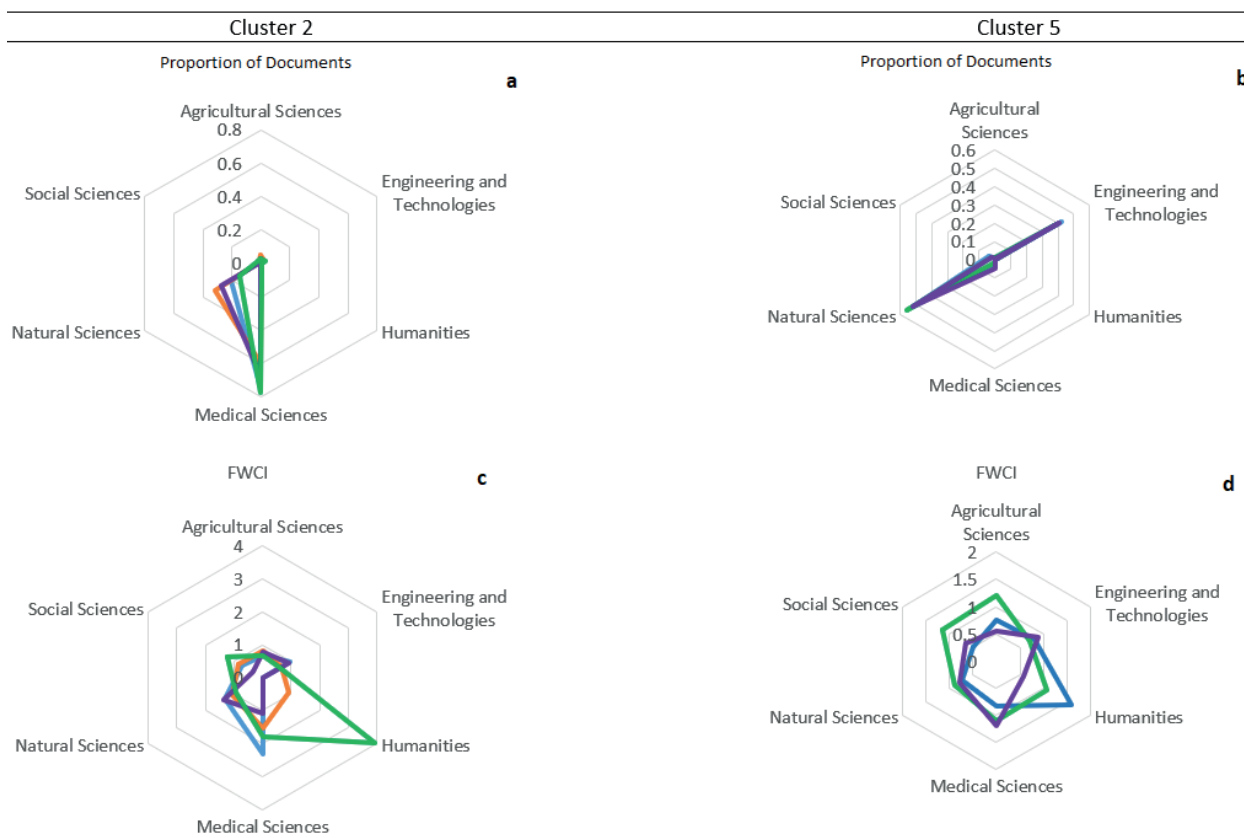 Cluster 2
Cluster 5
Proportion of Documents
a
Agricultural Sciences
0.8
0.6
0.4
0.2
0
Social Sciences
Engineering and
Technologies
Natural Sciences
Humanities
Medical Sciences
Proportion of Documents
b
Agricultural
Sciences
0.6
0.5
0.4
0.3
0.2
0.1
0
Social Sciences
Engineering and
Technologies
Natural Sciences
Humanities
Medical Sciences
FWCI
c
Agricultural Sciences
4
3
2
1
0
Social Sciences
Engineering and
Technologies
Natural Sciences
Humanities
Medical Sciences
FWCI
d
Agricultural
Sciences
2
1.5
1
0.5
0
Social Sciences
Engineering and
Technologies
Natural Sciences
Humanities
Medical Sciences